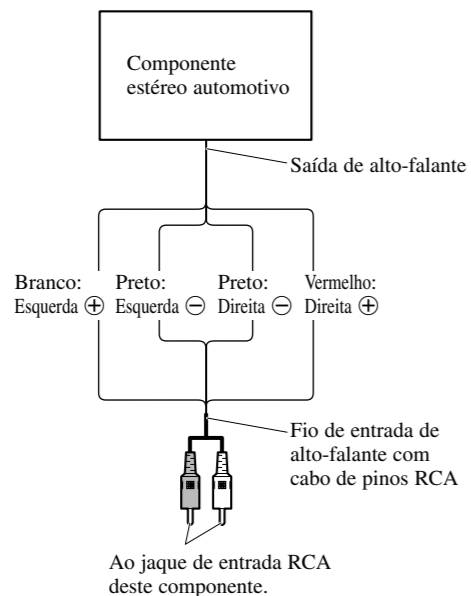 Componente
estéreo automotivo
Saída de alto-falante
Branco:
Esquerda ⊕
Preto:
Esquerda ⊖
Preto:
Direita ⊖
Vermelho:
Direita ⊕
Fio de entrada de
alto-falante com
cabo de pinos RCA
Ao jaque de entrada RCA
deste componente.